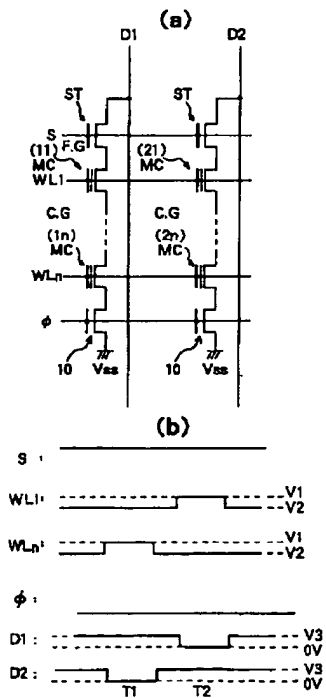 (a)
D1 D2
ST ST
S
F.G
(11) (21)
MC MC
WL1
C.G C.G
(1n) (2n)
MC MC
WLn
φ
10 10
Vss Vss
(b)
S :
WL1: V1
V2
WLn: V1
V2
φ :
D1 : V3
0V
D2 : V3
T1 T2 0V